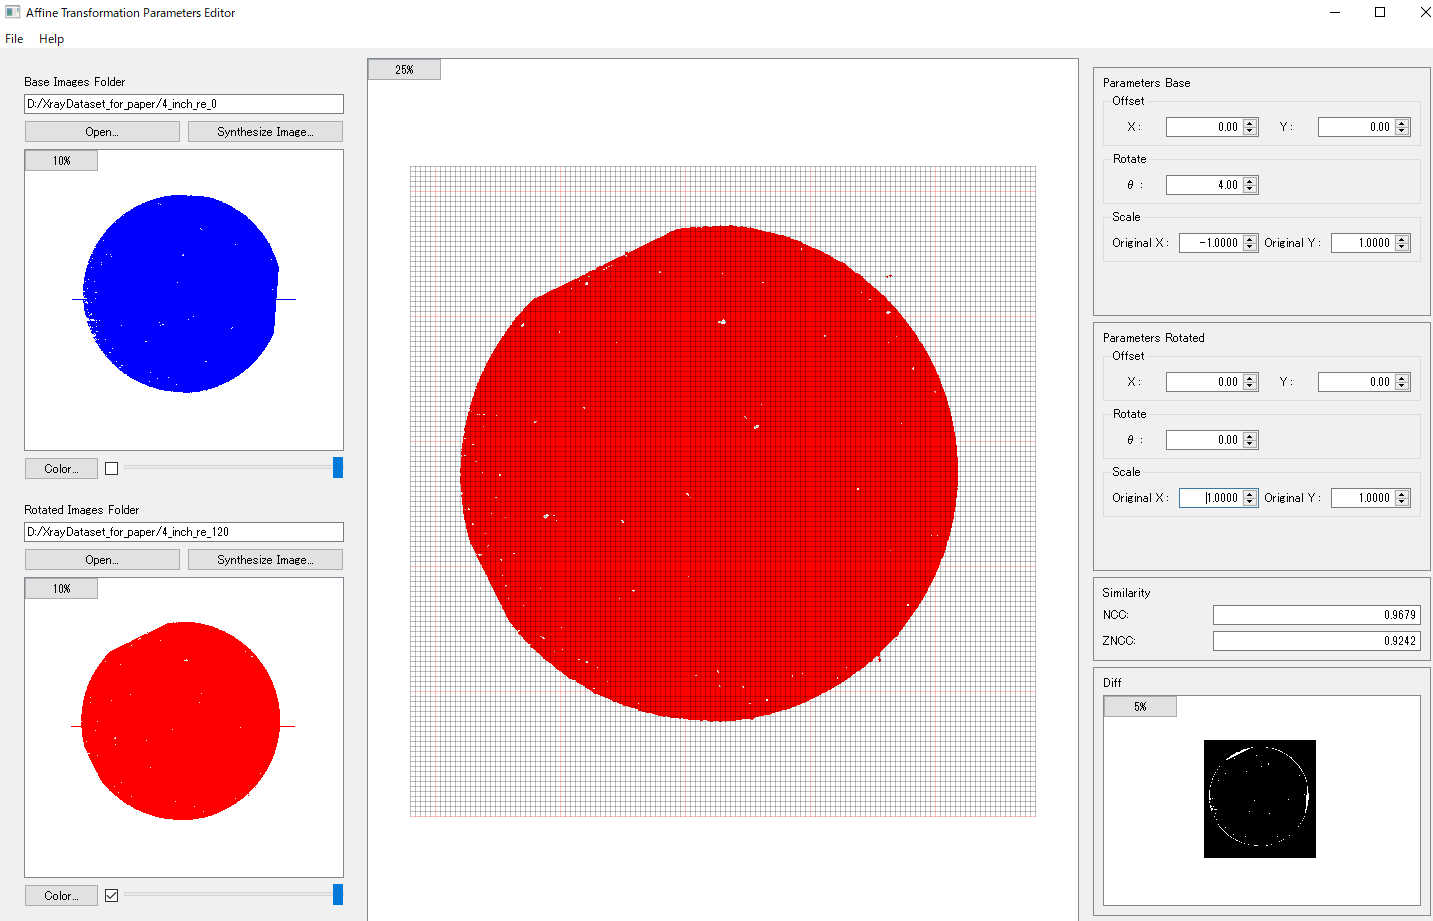 Affine Transformation Parameters Editor
File Help
Base Images Folder
D:/XrayDataset_for_paper/4_inch_re_0
Open... Synthesize Image...
10%
Color...
Rotated Images Folder
D:/XrayDataset_for_paper/4_inch_re_120
Open... Synthesize Image...
10%
Color...
25%
Parameters Base
Offset
X : 0.00 Y : 0.00
Rotate
θ : 4.00
Scale
Original X : -1.0000 Original Y : 1.0000
Parameters Rotated
Offset
X : 0.00 Y : 0.00
Rotate
θ : 0.00
Scale
Original X : 1.0000 Original Y : 1.0000
Similarity
NCC: 0.9679
ZNCC: 0.9242
Diff
5%